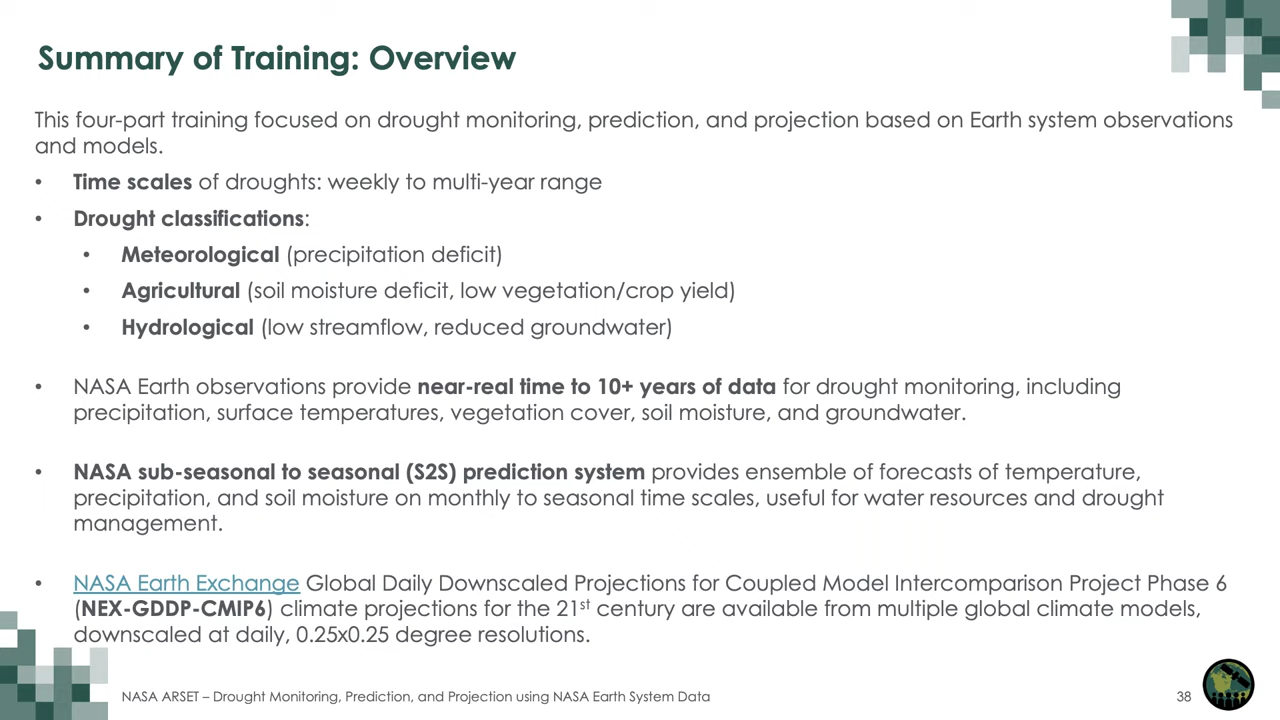 Summary of Training: Overview
This four-part training focused on drought monitoring, prediction, and projection based on Earth system observations
and models.
• Time scales of droughts: weekly to multi-year range
• Drought classifications:
• Meteorological (precipitation deficit)
• Agricultural (soil moisture deficit, low vegetation/crop yield)
• Hydrological (low streamflow, reduced groundwater)
• NASA Earth observations provide near-real time to 10+ years of data for drought monitoring, including
precipitation, surface temperatures, vegetation cover, soil moisture, and groundwater.
• NASA sub-seasonal to seasonal (S2S) prediction system provides ensemble of forecasts of temperature,
precipitation, and soil moisture on monthly to seasonal time scales, useful for water resources and drought
management.
• NASA Earth Exchange Global Daily Downscaled Projections for Coupled Model Intercomparison Project Phase 6
(NEX-GDDP-CMIP6) climate projections for the 21st century are available from multiple global climate models,
downscaled at daily, 0.25x0.25 degree resolutions.
NASA ARSET – Drought Monitoring, Prediction, and Projection using NASA Earth System Data
38